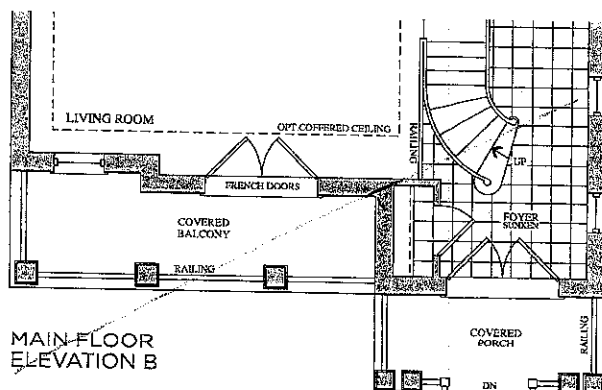 LIVING ROOM
OPT COFFERED CEILING
RAILING
UP
FRENCH DOORS
COVERED
BALCONY
FOYER
SUNKEN
RAILING
MAIN FLOOR
ELEVATION B
COVERED
PORCH
RAILING
DN